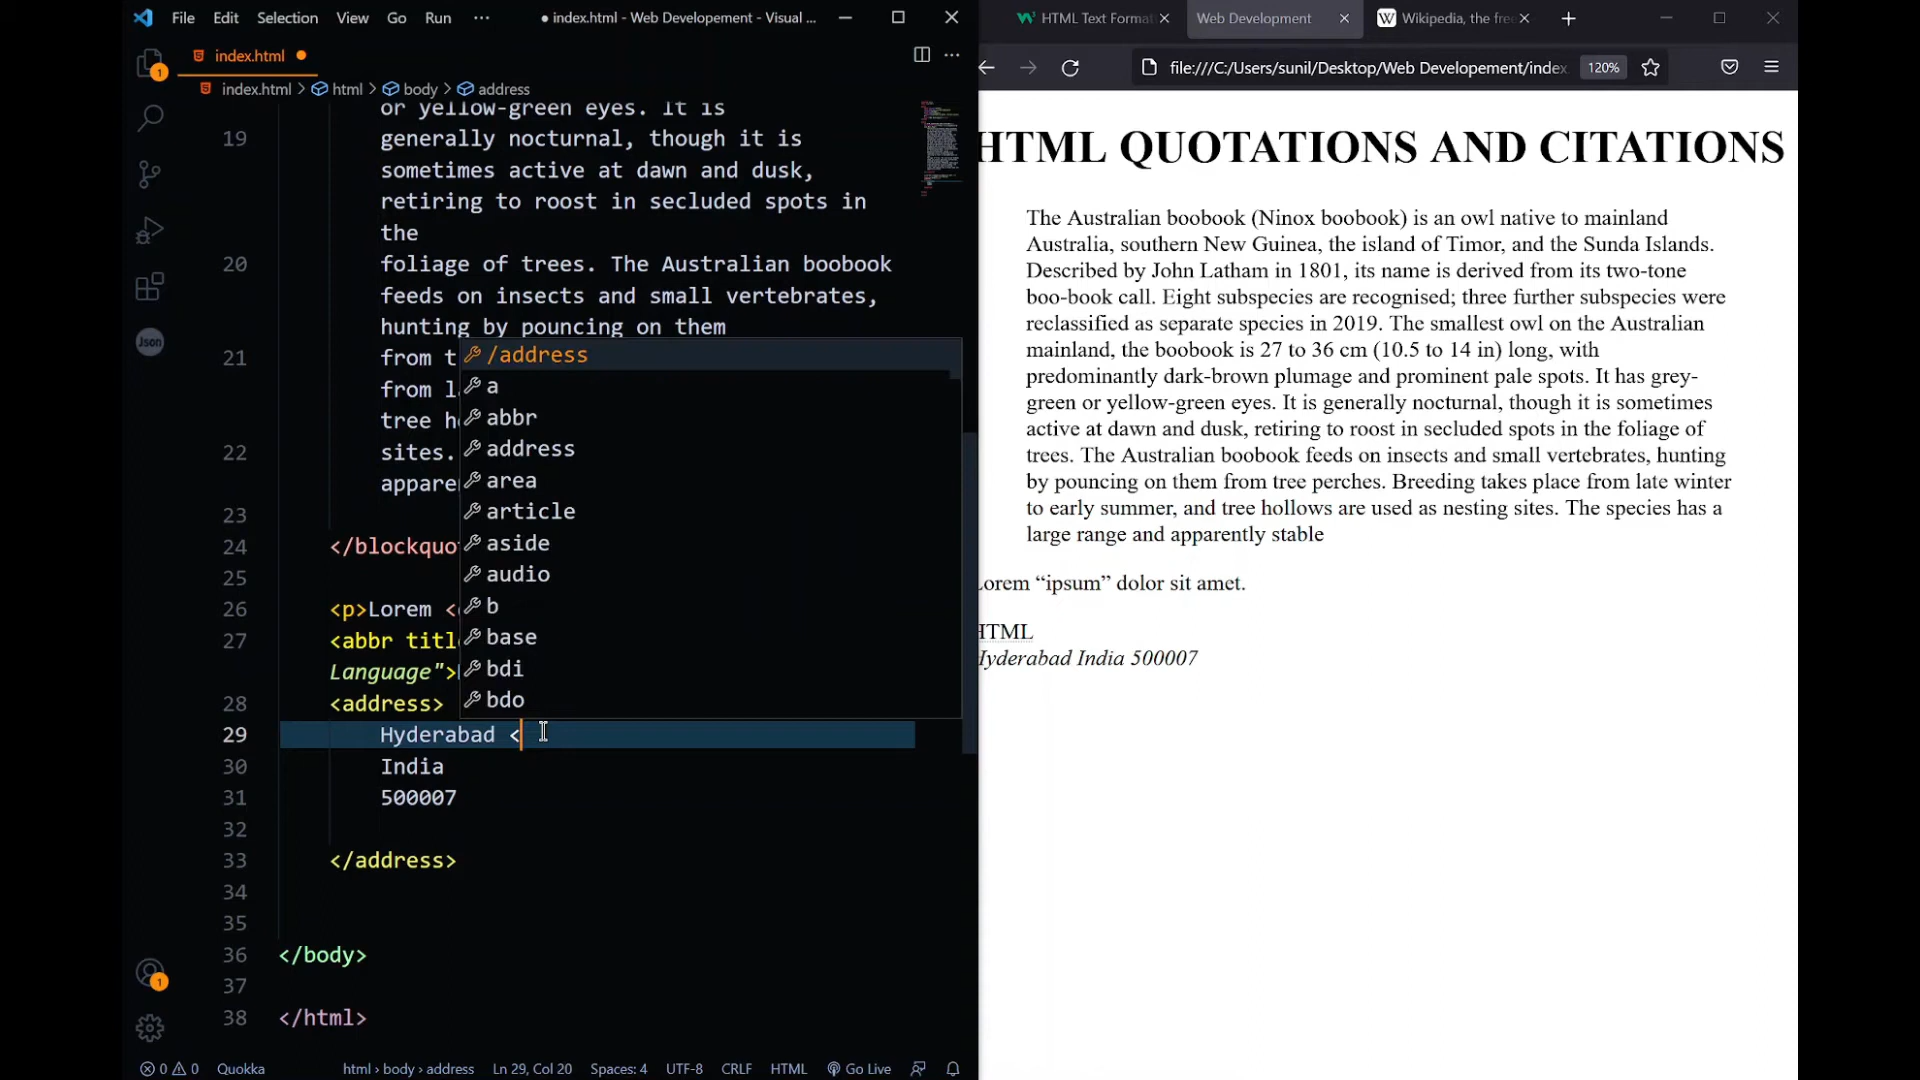 File Edit Selection View Go Run ··· ● index.html - Web Developement - Visual ...
index.html ●
index.html > html > body > address
or yellow-green eyes. It is
19 generally nocturnal, though it is
sometimes active at dawn and dusk,
retiring to roost in secluded spots in
the
20 foliage of trees. The Australian boobook
feeds on insects and small vertebrates,
hunting by pouncing on them
21 from t
from la
tree h
22 sites.
appare
23
24 </blockquo
25
26 <p>Lorem <
27 <abbr titl
Language">
28 <address>
29 Hyderabad <
30 India
31 500007
32
33 </address>
34
35
36 </body>
37
38 </html>
/address
a
abbr
address
area
article
aside
audio
b
base
bdi
bdo
1
Json
1
0 0 Quokka html › body › address Ln 29, Col 20 Spaces: 4 UTF-8 CRLF HTML Go Live
HTML Text Format
Web Development
W Wikipedia, the free
file:///C:/Users/sunil/Desktop/Web Developement/index. 120%
HTML QUOTATIONS AND CITATIONS
The Australian boobook (Ninox boobook) is an owl native to mainland
Australia, southern New Guinea, the island of Timor, and the Sunda Islands.
Described by John Latham in 1801, its name is derived from its two-tone
boo-book call. Eight subspecies are recognised; three further subspecies were
reclassified as separate species in 2019. The smallest owl on the Australian
mainland, the boobook is 27 to 36 cm (10.5 to 14 in) long, with
predominantly dark-brown plumage and prominent pale spots. It has grey-
green or yellow-green eyes. It is generally nocturnal, though it is sometimes
active at dawn and dusk, retiring to roost in secluded spots in the foliage of
trees. The Australian boobook feeds on insects and small vertebrates, hunting
by pouncing on them from tree perches. Breeding takes place from late winter
to early summer, and tree hollows are used as nesting sites. The species has a
large range and apparently stable
Lorem “ipsum” dolor sit amet.
HTML
Hyderabad India 500007